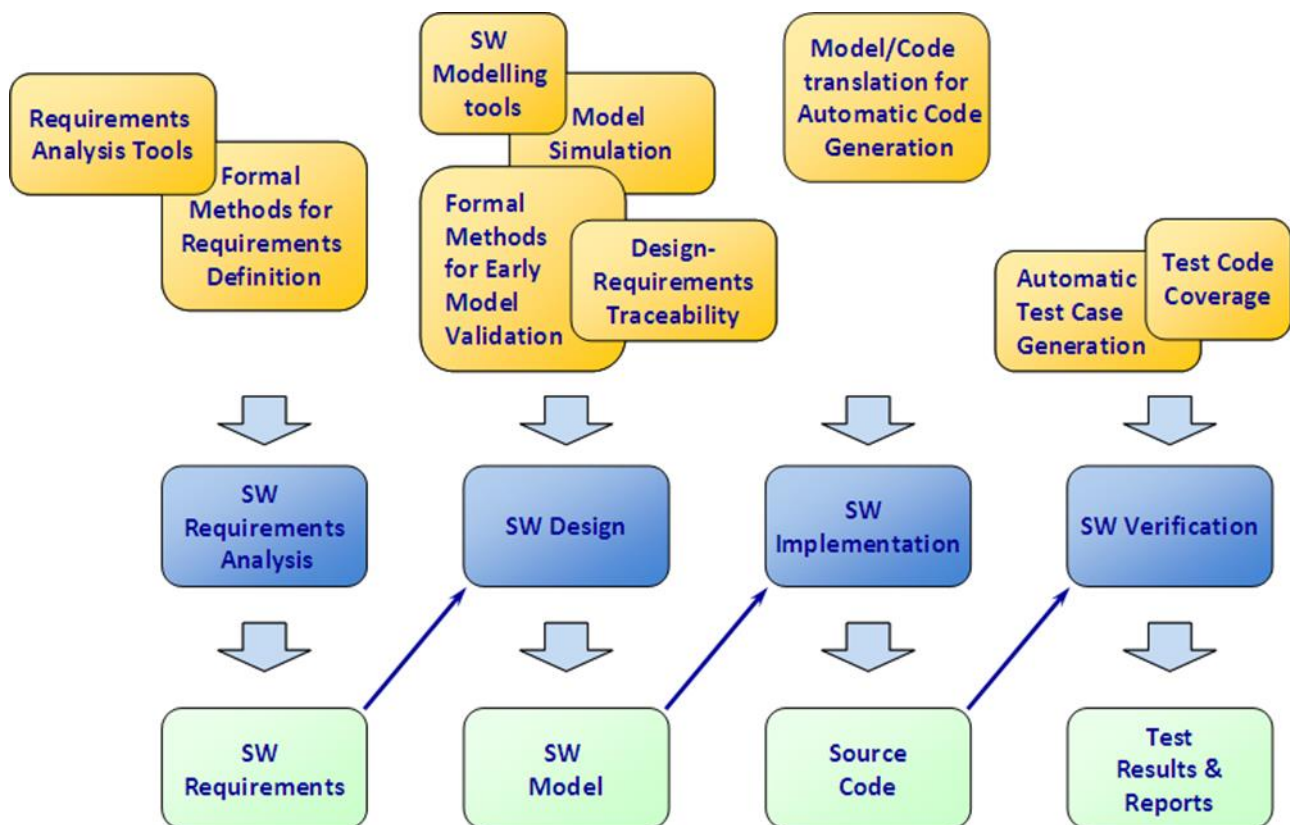 Requirements
Analysis Tools
Formal
Methods for
Requirements
Definition
SW
Modelling
tools
Model
Simulation
Formal
Methods
for Early
Model
Validation
Design-
Requirements
Traceability
Model/Code
translation for
Automatic Code
Generation
Automatic
Test Case
Generation
Test Code
Coverage
SW
Requirements
Analysis
SW Design
SW
Implementation
SW Verification
SW
Requirements
SW
Model
Source
Code
Test
Results &
Reports